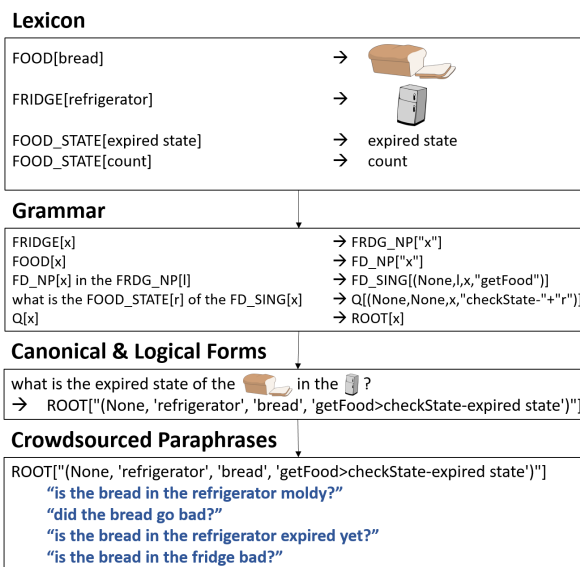 Lexicon
FOOD[bread] →
FRIDGE[refrigerator] →
FOOD_STATE[expired state] → expired state
FOOD_STATE[count] → count
Grammar
FRIDGE[x] → FRDG_NP["x"]
FOOD[x] → FD_NP["x"]
FD_NP[x] in the FRDG_NP[l] → FD_SING[(None,l,x,"getFood")]
what is the FOOD_STATE[r] of the FD_SING[x] → Q[(None,None,x,"checkState-"+"r")]
Q[x] → ROOT[x]
Canonical & Logical Forms
what is the expired state of the in the ?
→ ROOT["(None, 'refrigerator', 'bread', 'getFood>checkState-expired state')"]
Crowdsourced Paraphrases
ROOT["(None, 'refrigerator', 'bread', 'getFood>checkState-expired state')"]
“is the bread in the refrigerator moldy?”
“did the bread go bad?”
“is the bread in the refrigerator expired yet?”
“is the bread in the fridge bad?”